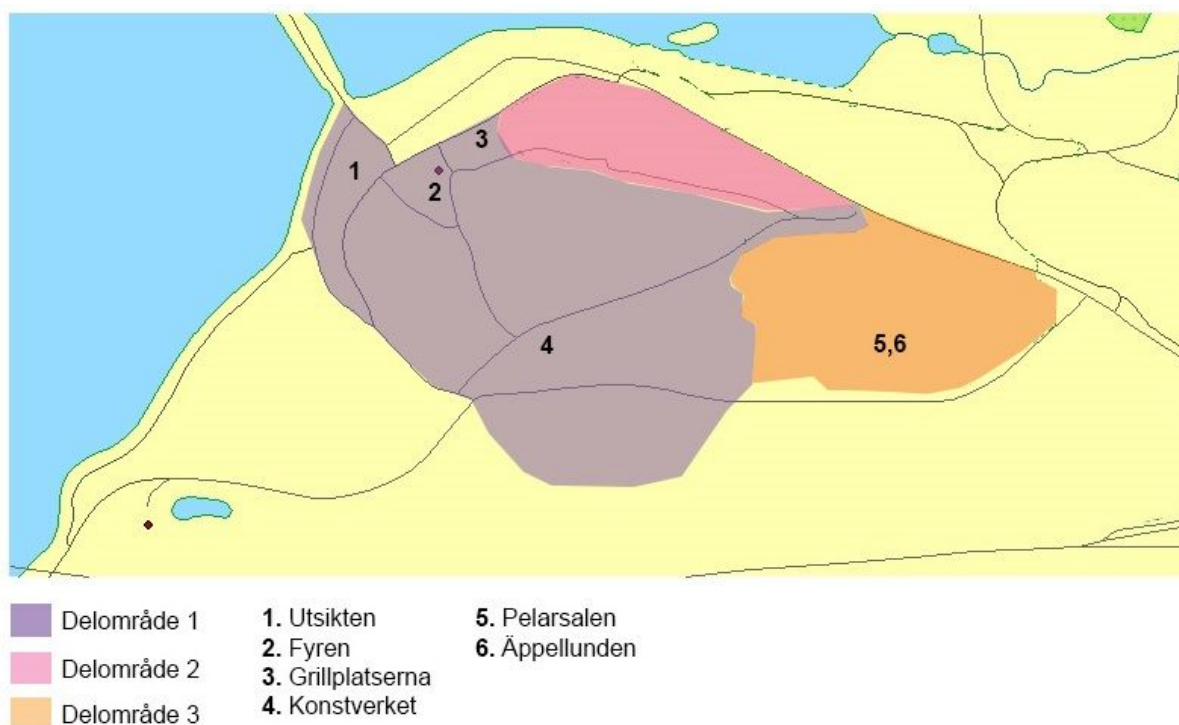 1
2
3
4
5,6
Delområde 1
Delområde 2
Delområde 3
1. Utsikten
2. Fyren
3. Grillplatserna
4. Konstverket
5. Pelarsalen
6. Äppellunden